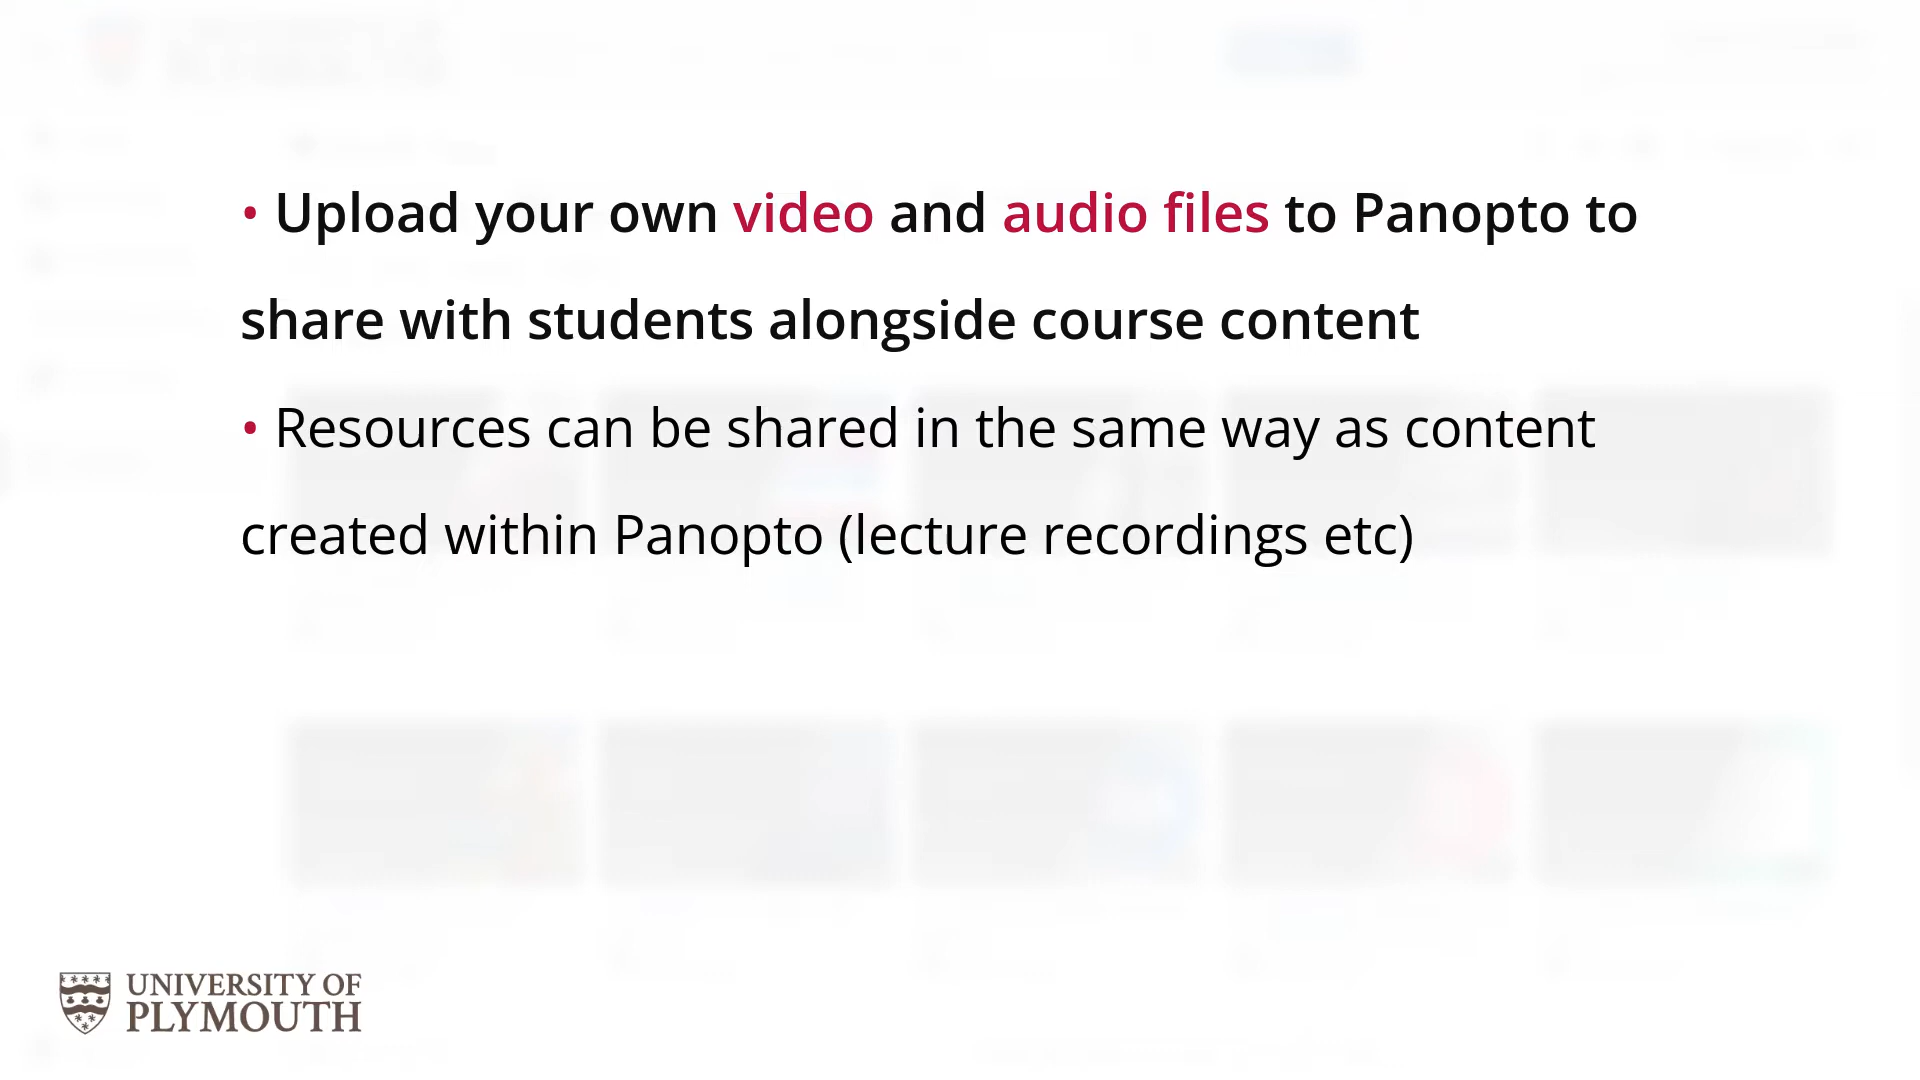 • Upload your own video and audio files to Panopto to
share with students alongside course content
• Resources can be shared in the same way as content
created within Panopto (lecture recordings etc)
UNIVERSITY OF
PLYMOUTH